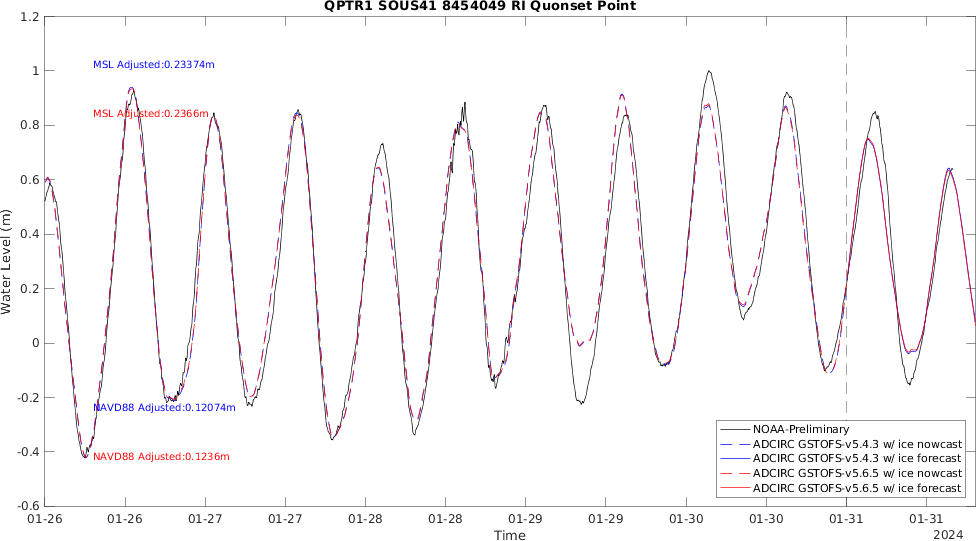 QPTR1 SOUS41 8454049 RI Quonset Point
1.2
1
0.8
0.6
0.4
0.2
0
-0.2
-0.4
-0.6
Water Level (m)
MSL Adjusted:0.23374m
MSL Adjusted:0.2366m
NAVD88 Adjusted:0.12074m
NAVD88 Adjusted:0.1236m
NOAA-Preliminary
ADCIRC GSTOFS-v5.4.3 w/ ice nowcast
ADCIRC GSTOFS-v5.4.3 w/ ice forecast
ADCIRC GSTOFS-v5.6.5 w/ ice nowcast
ADCIRC GSTOFS-v5.6.5 w/ ice forecast
01-26 01-26 01-27 01-27 01-28 01-28 01-29 01-29 01-30 01-30 01-31 01-31
Time
2024